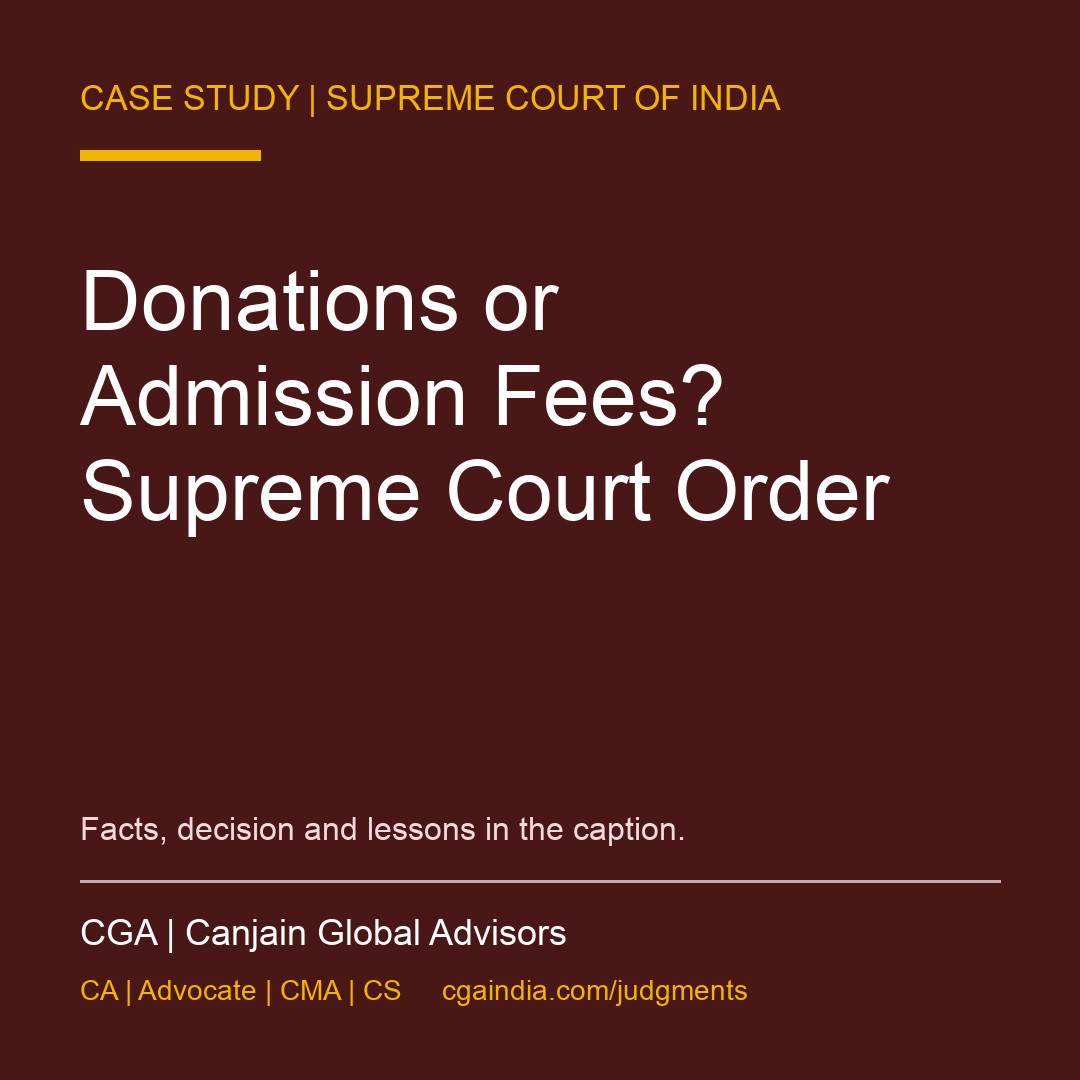 CASE STUDY | SUPREME COURT OF INDIA
Donations or
Admission Fees?
Supreme Court Order
Facts, decision and lessons in the caption.
CGA | Canjain Global Advisors
CA | Advocate | CMA | CS cgaindia.com/judgments